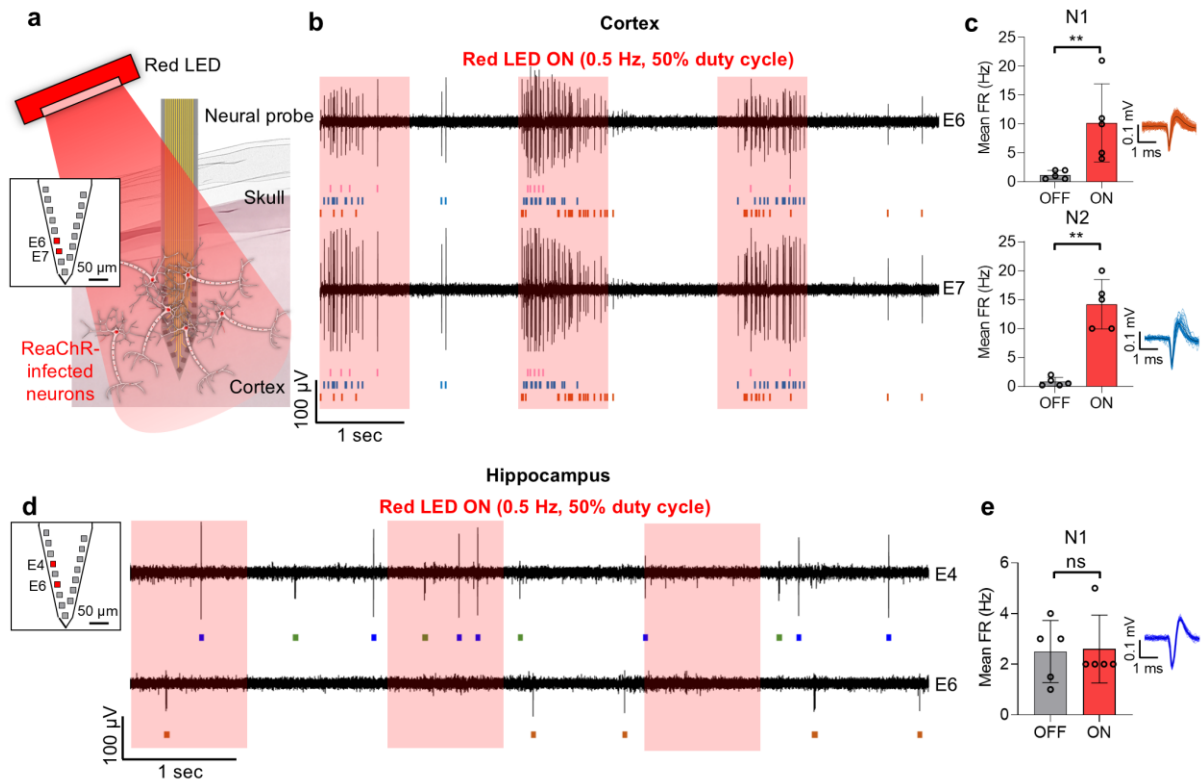 a
Red LED
Neural probe
Skull
E6
E7
50 µm
ReaChR-
infected
neurons
Cortex
b
Cortex
Red LED ON (0.5 Hz, 50% duty cycle)
E6
E7
100 µV
1 sec
c
N1
**
Mean FR (Hz)
25
20
15
10
5
0
OFF
ON
0.1 mV
1 ms
N2
**
Mean FR (Hz)
25
20
15
10
5
0
OFF
ON
0.1 mV
1 ms
d
Hippocampus
Red LED ON (0.5 Hz, 50% duty cycle)
E4
E6
50 µm
E4
E6
100 µV
1 sec
e
N1
ns
Mean FR (Hz)
6
4
2
0
OFF
ON
0.1 mV
1 ms